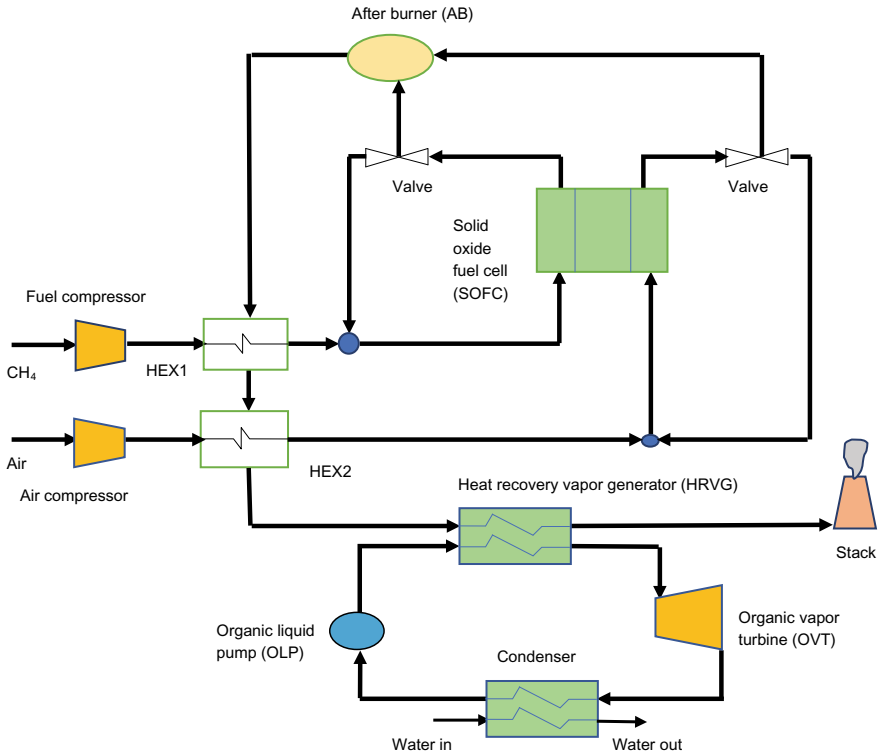 After burner (AB)
Valve
Valve
Solid
oxide
fuel cell
(SOFC)
Fuel compressor
CH₄
HEX1
Air
HEX2
Air compressor
Heat recovery vapor generator (HRVG)
Stack
Organic liquid
pump (OLP)
Organic vapor
turbine (OVT)
Condenser
Water in
Water out